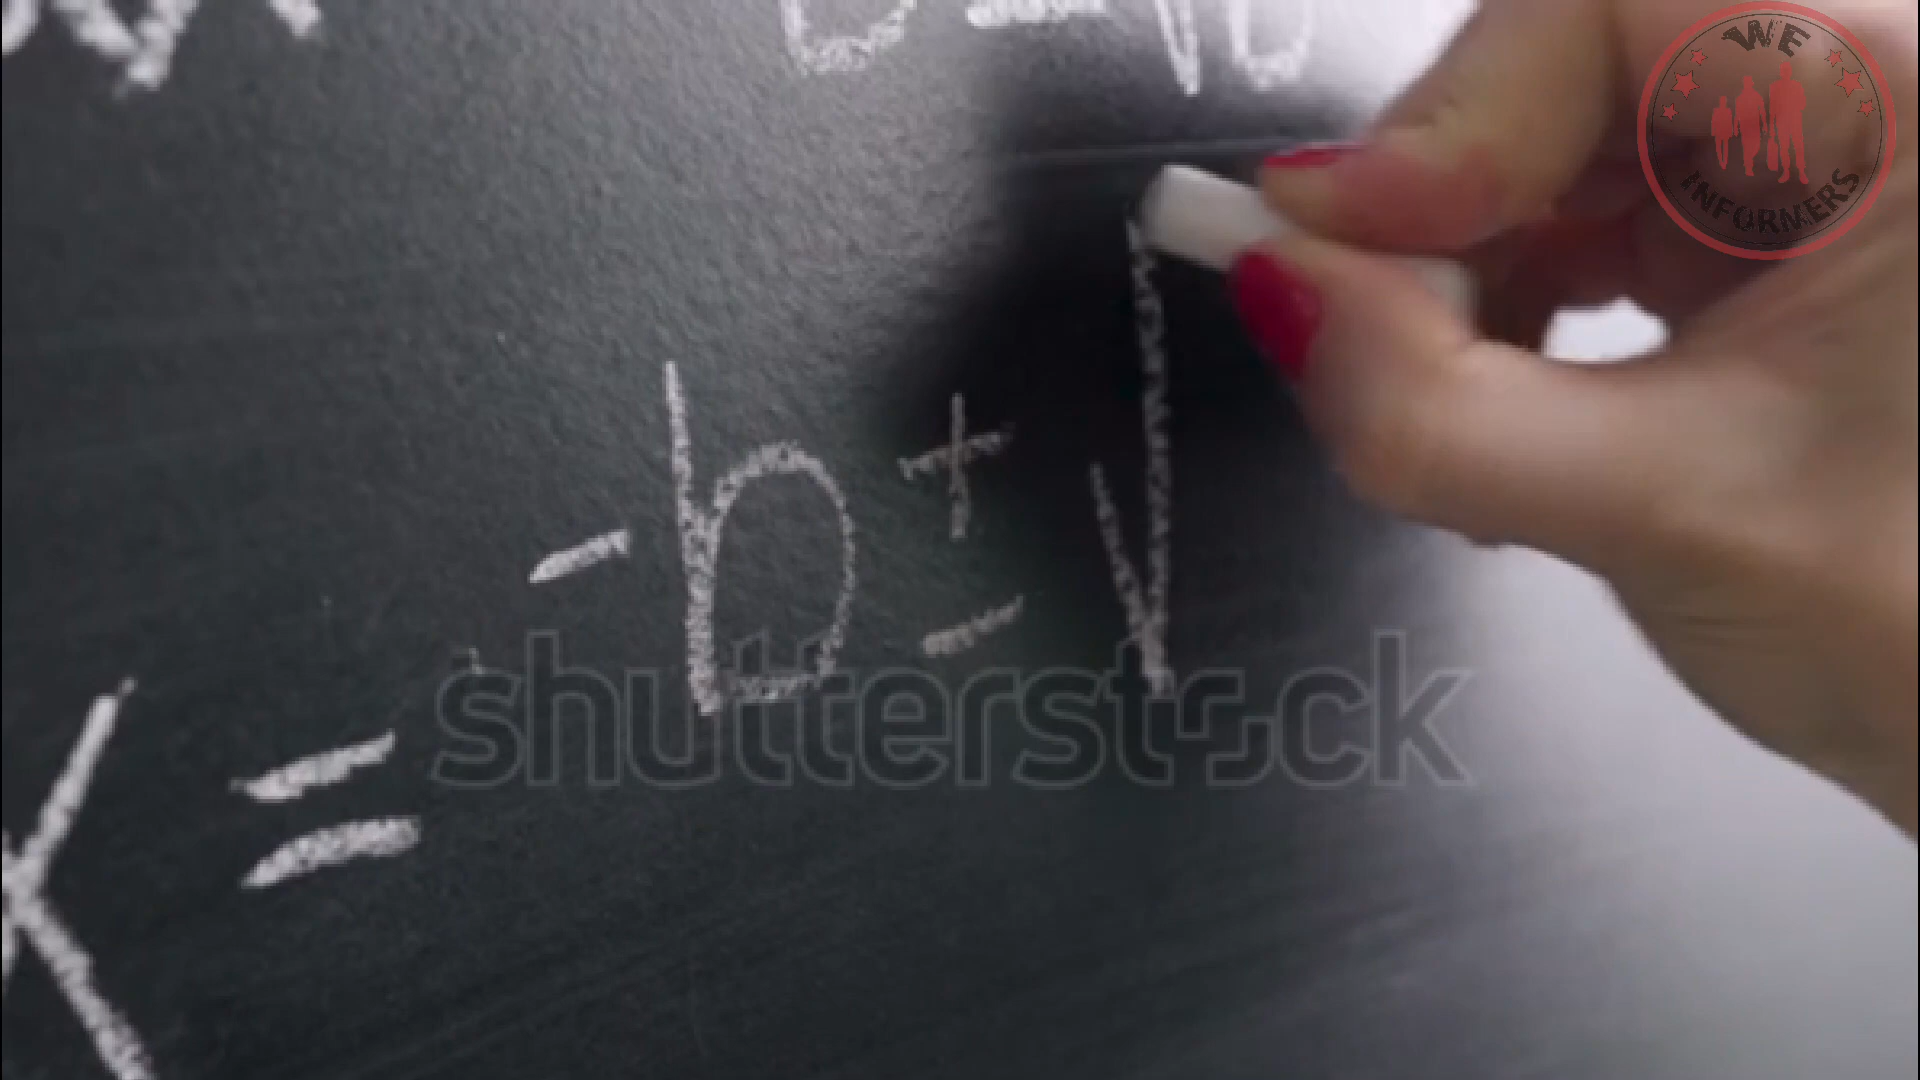 WE
INFORMERS
x = -b ± √
shutterstock